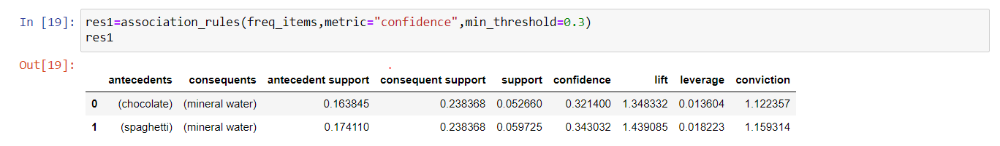 In [19]: res1=association_rules(freq_items,metric="confidence",min_threshold=0.3)
res1
Out[19]:
antecedents consequents antecedent support consequent support support confidence lift leverage conviction
0 (chocolate) (mineral water) 0.163845 0.238368 0.052660 0.321400 1.348332 0.013604 1.122357
1 (spaghetti) (mineral water) 0.174110 0.238368 0.059725 0.343032 1.439085 0.018223 1.159314